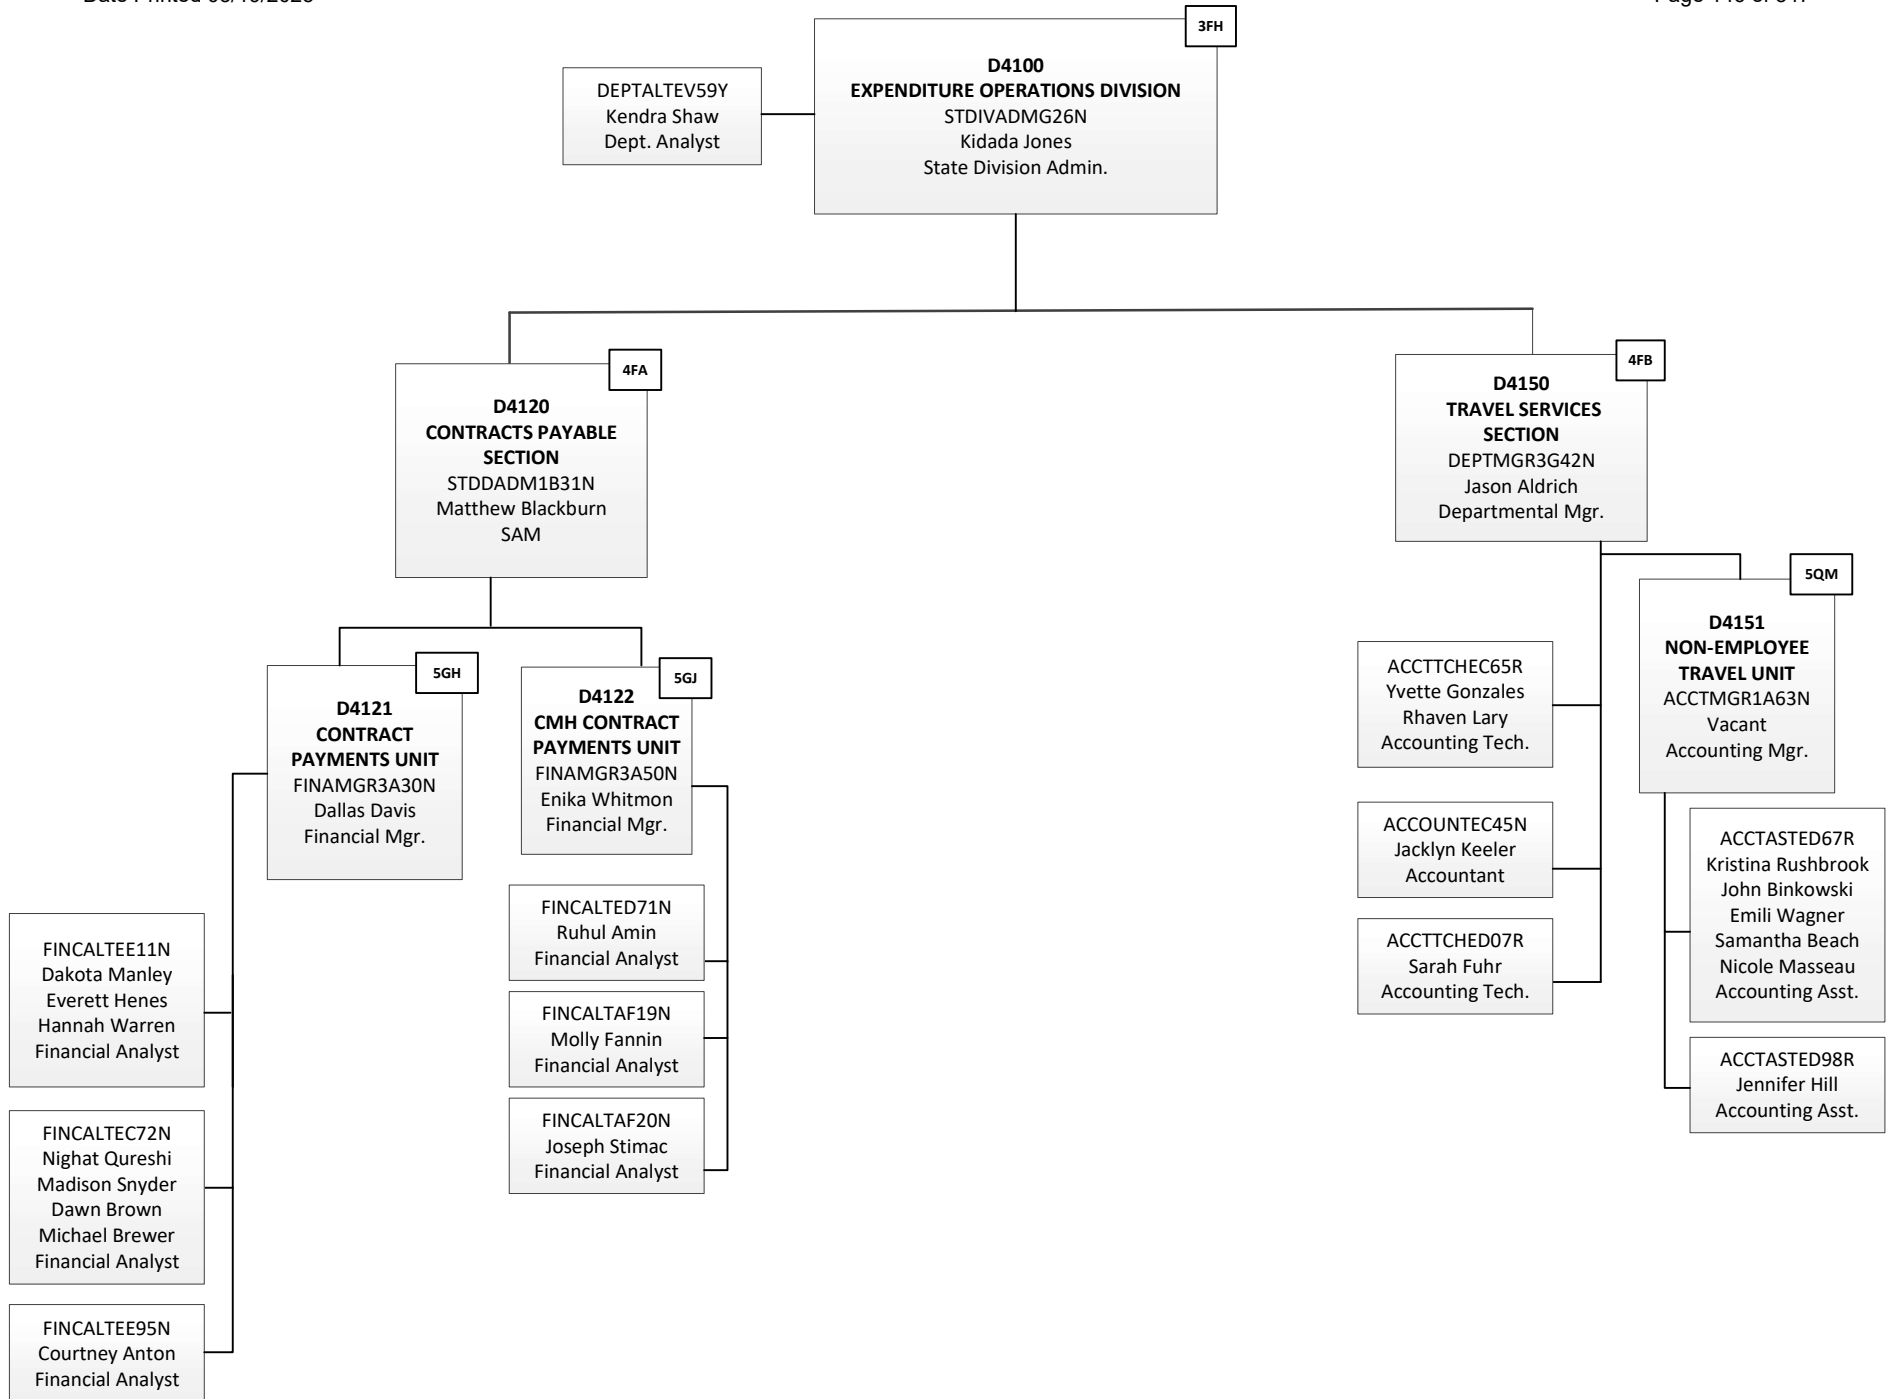 3FH
D4100
EXPENDITURE OPERATIONS DIVISION
STDIVADMG26N
Kidada Jones
State Division Admin.
DEPTALTEV59Y
Kendra Shaw
Dept. Analyst
4FA
D4120
CONTRACTS PAYABLE
SECTION
STDDADM1B31N
Matthew Blackburn
SAM
4FB
D4150
TRAVEL SERVICES
SECTION
DEPTMGR3G42N
Jason Aldrich
Departmental Mgr.
5GH
D4121
CONTRACT
PAYMENTS UNIT
FINAMGR3A30N
Dallas Davis
Financial Mgr.
5GJ
D4122
CMH CONTRACT
PAYMENTS UNIT
FINAMGR3A50N
Enika Whitmon
Financial Mgr.
5QM
D4151
NON-EMPLOYEE
TRAVEL UNIT
ACCTMGR1A63N
Vacant
Accounting Mgr.
FINCALTEE11N
Dakota Manley
Everett Henes
Hannah Warren
Financial Analyst
FINCALTEC72N
Nighat Qureshi
Madison Snyder
Dawn Brown
Michael Brewer
Financial Analyst
FINCALTEE95N
Courtney Anton
Financial Analyst
FINCALTED71N
Ruhul Amin
Financial Analyst
FINCALTAF19N
Molly Fannin
Financial Analyst
FINCALTAF20N
Joseph Stimac
Financial Analyst
ACCTTCHEC65R
Yvette Gonzales
Rhaven Lary
Accounting Tech.
ACCOUNTEC45N
Jacklyn Keeler
Accountant
ACCTTCHED07R
Sarah Fuhr
Accounting Tech.
ACCTASTED67R
Kristina Rushbrook
John Binkowski
Emili Wagner
Samantha Beach
Nicole Masseau
Accounting Asst.
ACCTASTED98R
Jennifer Hill
Accounting Asst.